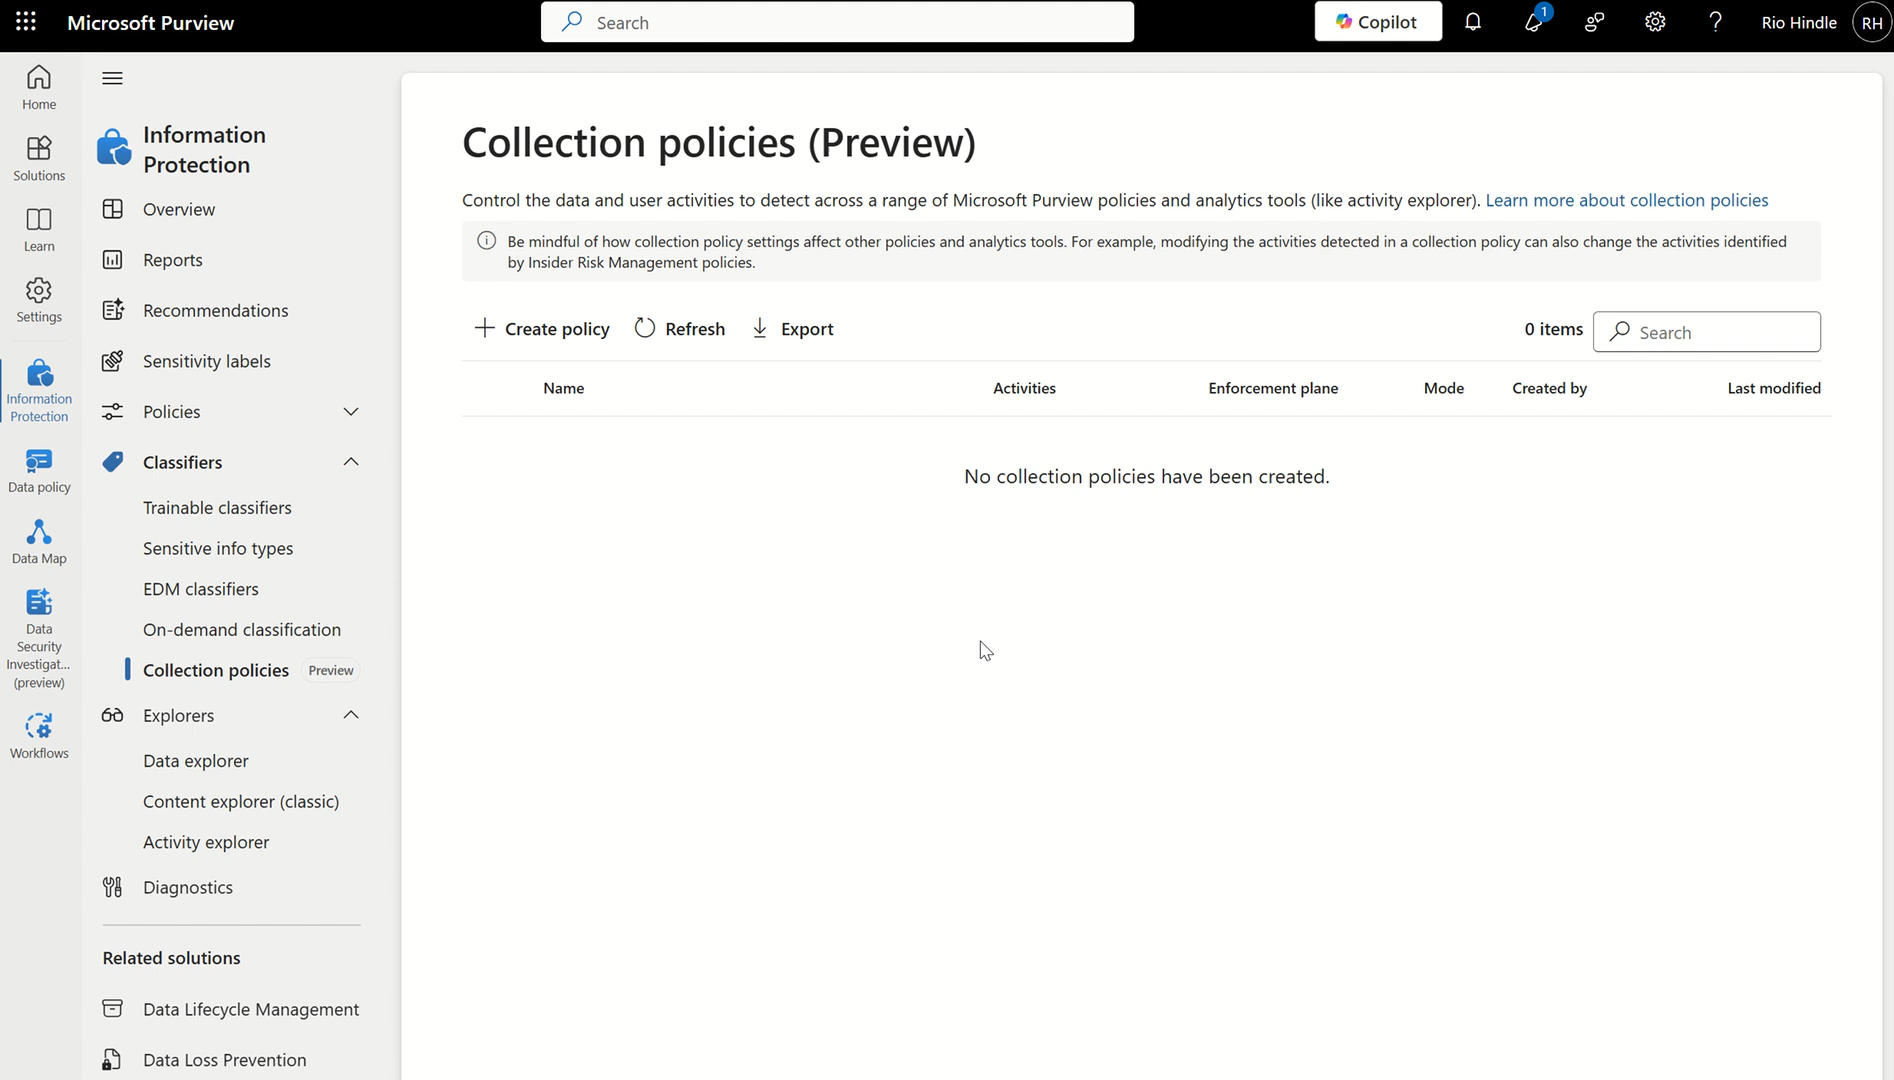 Microsoft Purview
Search
Copilot
1
Rio Hindle
RH
Home
Solutions
Learn
Settings
Information
Protection
Data policy
Data Map
Data
Security
Investigat...
(preview)
Workflows
Information
Protection
Overview
Reports
Recommendations
Sensitivity labels
Policies
Classifiers
Trainable classifiers
Sensitive info types
EDM classifiers
On-demand classification
Collection policies Preview
Explorers
Data explorer
Content explorer (classic)
Activity explorer
Diagnostics
Related solutions
Data Lifecycle Management
Data Loss Prevention
Collection policies (Preview)
Control the data and user activities to detect across a range of Microsoft Purview policies and analytics tools (like activity explorer). Learn more about collection policies
Be mindful of how collection policy settings affect other policies and analytics tools. For example, modifying the activities detected in a collection policy can also change the activities identified
by Insider Risk Management policies.
Create policy Refresh Export 0 items Search
Name Activities Enforcement plane Mode Created by Last modified
No collection policies have been created.